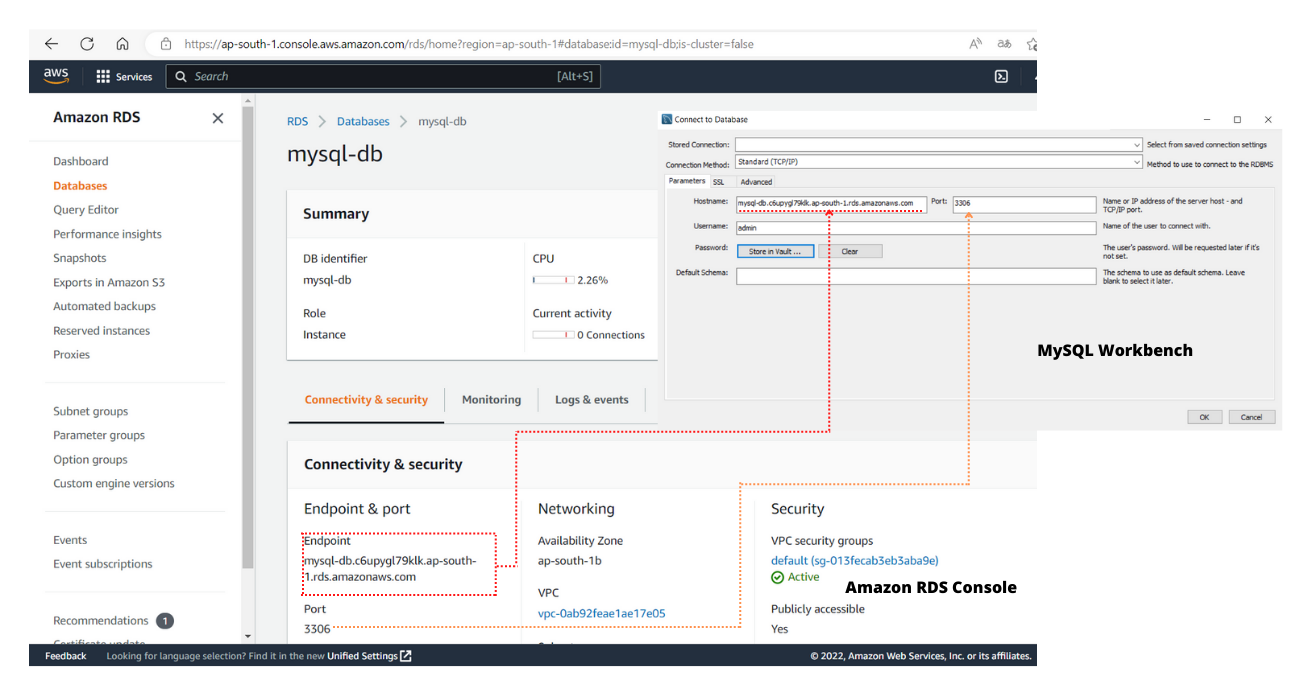 https://ap-south-1.console.aws.amazon.com/rds/home?region=ap-south-1#database:id=mysql-db;is-cluster=false
aws
Services
Search
[Alt+S]
Amazon RDS
Dashboard
Databases
Query Editor
Performance insights
Snapshots
Exports in Amazon S3
Automated backups
Reserved instances
Proxies
Subnet groups
Parameter groups
Option groups
Custom engine versions
Events
Event subscriptions
Recommendations 1
Certificate update
RDS > Databases > mysql-db
mysql-db
Summary
DB identifier
mysql-db
Role
Instance
CPU
2.26%
Current activity
0 Connections
Connectivity & security
Monitoring
Logs & events
Connectivity & security
Endpoint & port
Endpoint
mysql-db.c6upygl79klk.ap-south-
1.rds.amazonaws.com
Port
3306
Networking
Availability Zone
ap-south-1b
VPC
vpc-0ab92feae1ae17e05
Security
VPC security groups
default (sg-013fecab3eb3aba9e)
Active
Publicly accessible
Yes
Amazon RDS Console
Connect to Database
Stored Connection:
Select from saved connection settings
Connection Method:
Standard (TCP/IP)
Method to use to connect to the RDBMS
Parameters
SSL
Advanced
Hostname:
mysql-db.c6upygl79klk.ap-south-1.rds.amazonaws.com
Port:
3306
Name or IP address of the server host - and
TCP/IP port.
Username:
admin
Name of the user to connect with.
Password:
Store in Vault ...
Clear
The user's password. Will be requested later if it's
not set.
Default Schema:
The schema to use as default schema. Leave
blank to select it later.
MySQL Workbench
OK
Cancel
Feedback
Looking for language selection? Find it in the new Unified Settings
© 2022, Amazon Web Services, Inc. or its affiliates.